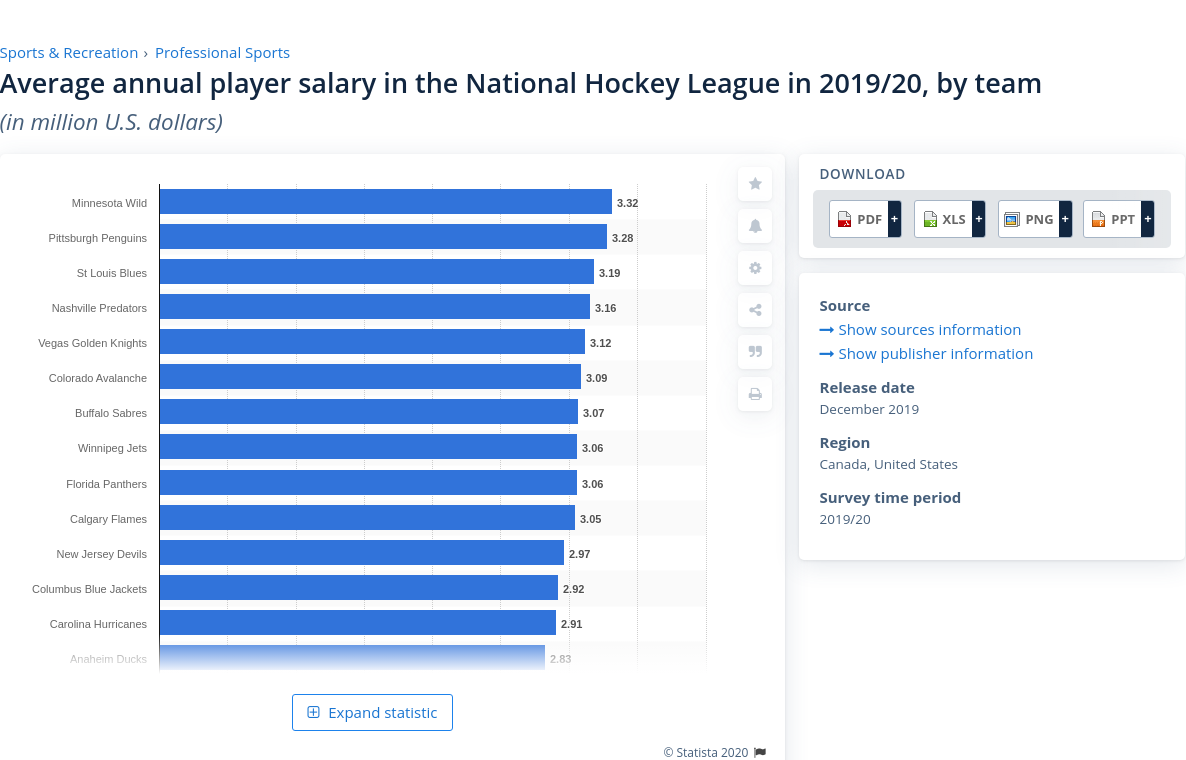 Sports & Recreation › Professional Sports
Average annual player salary in the National Hockey League in 2019/20, by team
(in million U.S. dollars)
Minnesota Wild 3.32
Pittsburgh Penguins 3.28
St Louis Blues 3.19
Nashville Predators 3.16
Vegas Golden Knights 3.12
Colorado Avalanche 3.09
Buffalo Sabres 3.07
Winnipeg Jets 3.06
Florida Panthers 3.06
Calgary Flames 3.05
New Jersey Devils 2.97
Columbus Blue Jackets 2.92
Carolina Hurricanes 2.91
Anaheim Ducks 2.83
Expand statistic
© Statista 2020
DOWNLOAD
PDF + XLS + PNG + PPT +
Source
Show sources information
Show publisher information
Release date
December 2019
Region
Canada, United States
Survey time period
2019/20